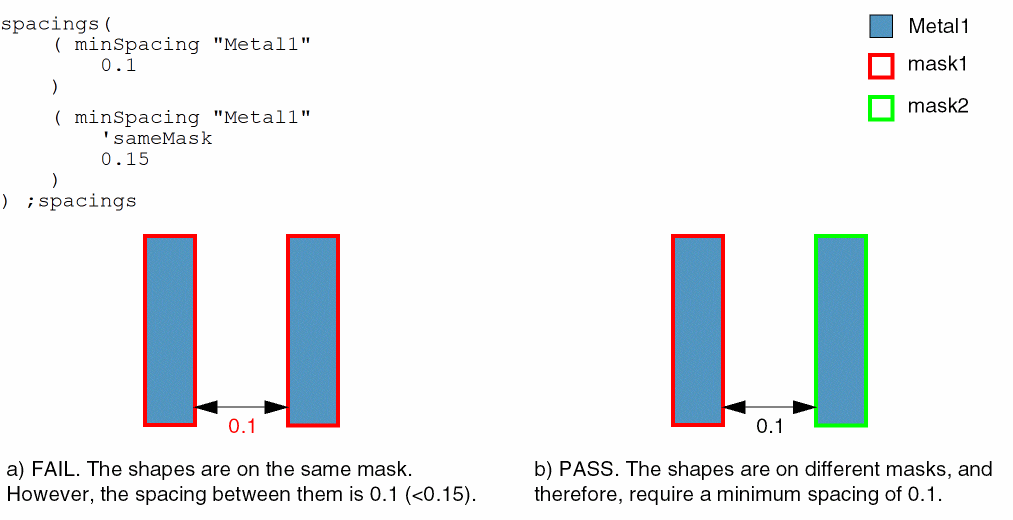 spacings(
( minSpacing "Metal1"
0.1
)
( minSpacing "Metal1"
'sameMask
0.15
)
) ;spacings
Metal1
mask1
mask2
0.1
0.1
a) FAIL. The shapes are on the same mask.
However, the spacing between them is 0.1 (<0.15).
b) PASS. The shapes are on different masks, and
therefore, require a minimum spacing of 0.1.